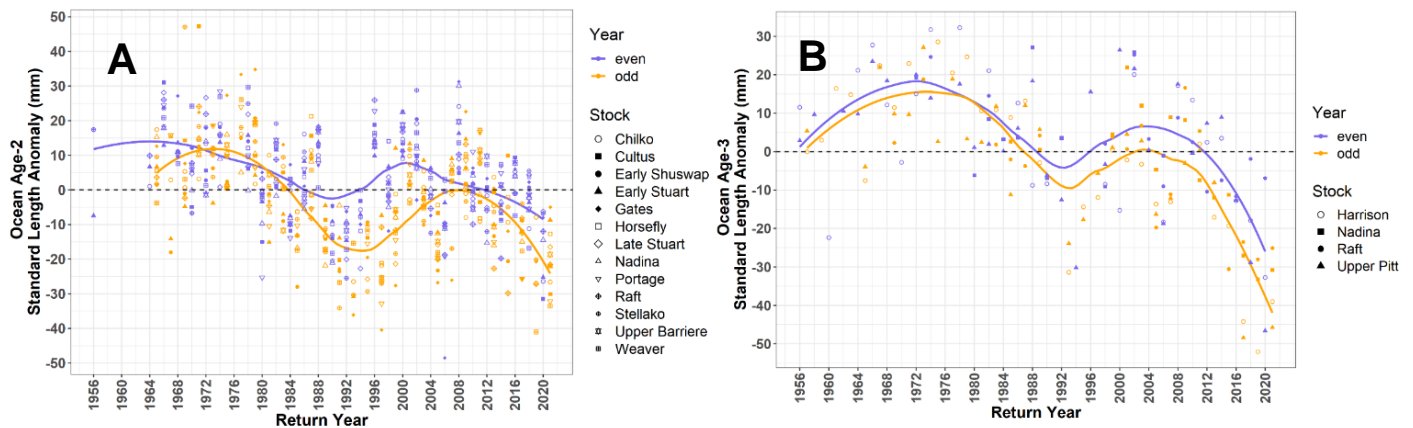 A
Ocean Age-2
Standard Length Anomaly (mm)
50
40
30
20
10
0
-10
-20
-30
-40
-50
1956
1960
1964
1968
1972
1976
1980
1984
1988
1992
1996
2000
2004
2008
2012
2016
2020
Return Year
Year
even
odd
Stock
Chilko
Cultus
Early Shuswap
Early Stuart
Gates
Horsefly
Late Stuart
Nadina
Portage
Raft
Stellako
Upper Barriere
Weaver
B
Ocean Age-3
Standard Length Anomaly (mm)
30
20
10
0
-10
-20
-30
-40
-50
1956
1960
1964
1968
1972
1976
1980
1984
1988
1992
1996
2000
2004
2008
2012
2016
2020
Return Year
Year
even
odd
Stock
Harrison
Nadina
Raft
Upper Pitt